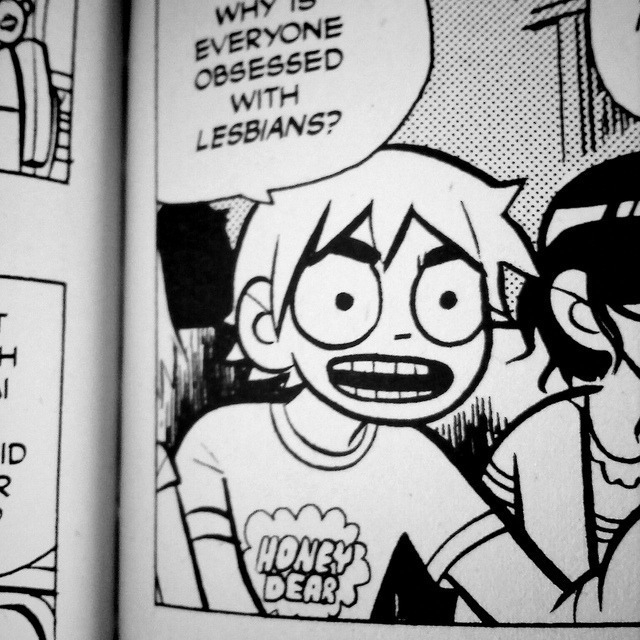 WHY IS
EVERYONE
OBSESSED
WITH
LESBIANS?
HONEY
DEAR